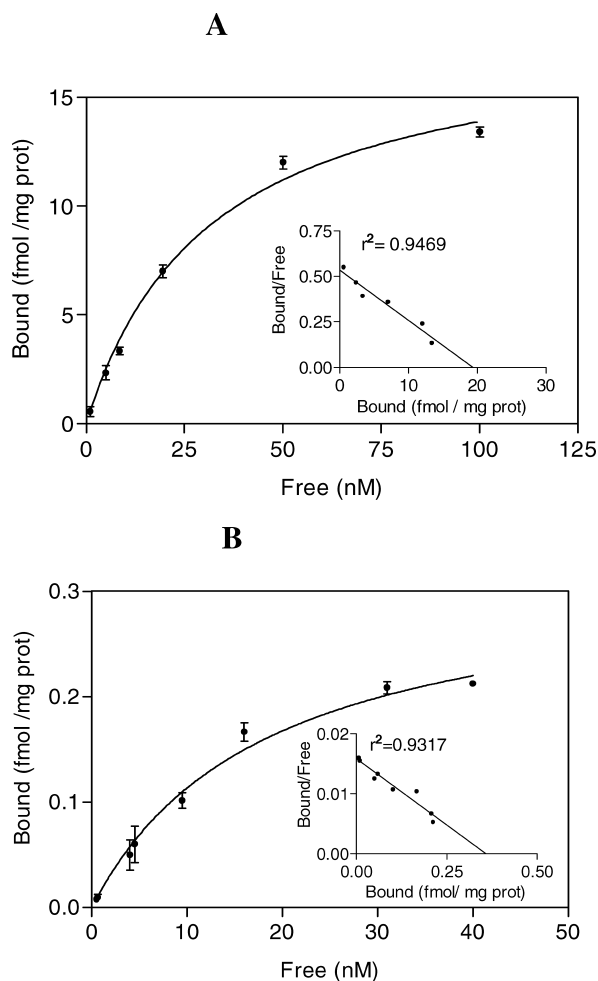 A
15
10
5
0
Bound (fmol /mg prot)
0 25 50 75 100 125
Free (nM)
r²= 0.9469
0.75
0.50
0.25
0.00
Bound/Free
0 10 20 30
Bound (fmol / mg prot)
B
0.3
0.2
0.1
0.0
Bound (fmol /mg prot)
0 10 20 30 40 50
Free (nM)
r²=0.9317
0.02
0.01
0.00
Bound/Free
0.00 0.25 0.50
Bound (fmol/ mg prot)